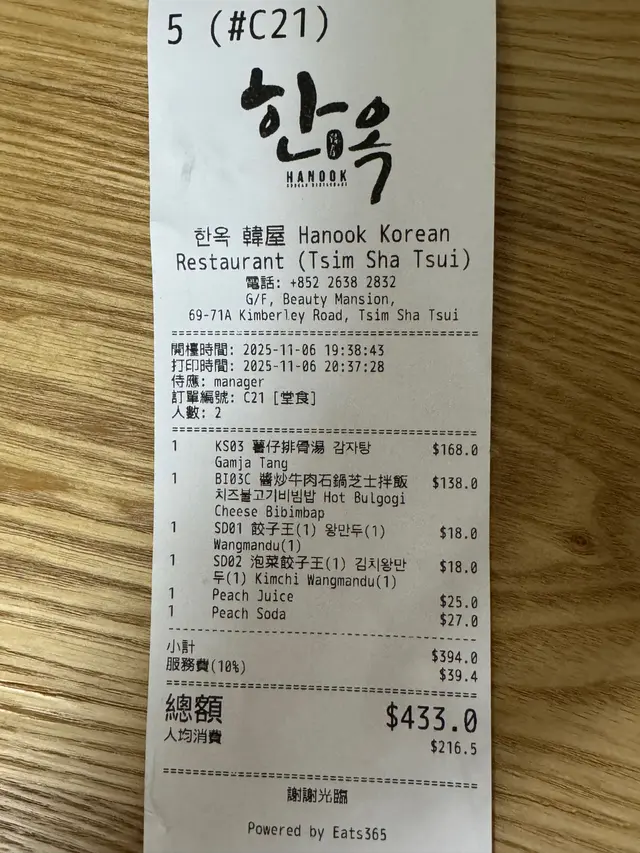 5 (#C21)
한옥
HANOOK
KOREAN RESTAURANT
한옥 韓屋 Hanook Korean
Restaurant (Tsim Sha Tsui)
電話: +852 2638 2832
G/F, Beauty Mansion,
69-71A Kimberley Road, Tsim Sha Tsui
開檯時間: 2025-11-06 19:38:43
打印時間: 2025-11-06 20:37:28
侍應: manager
訂單編號: C21 [堂食]
人數: 2
1 KS03 薯仔排骨湯 감자탕 $168.0
Gamja Tang
1 BI03C 醬炒牛肉石鍋芝士拌飯 $138.0
치즈불고기비빔밥 Hot Bulgogi
Cheese Bibimbap
1 SD01 餃子王(1) 왕만두(1) $18.0
Wangmandu(1)
1 SD02 泡菜餃子王(1) 김치왕만 $18.0
두(1) Kimchi Wangmandu(1)
1 Peach Juice $25.0
1 Peach Soda $27.0
小計 $394.0
服務費(10%) $39.4
總額 $433.0
人均消費 $216.5
謝謝光臨
Powered by Eats365